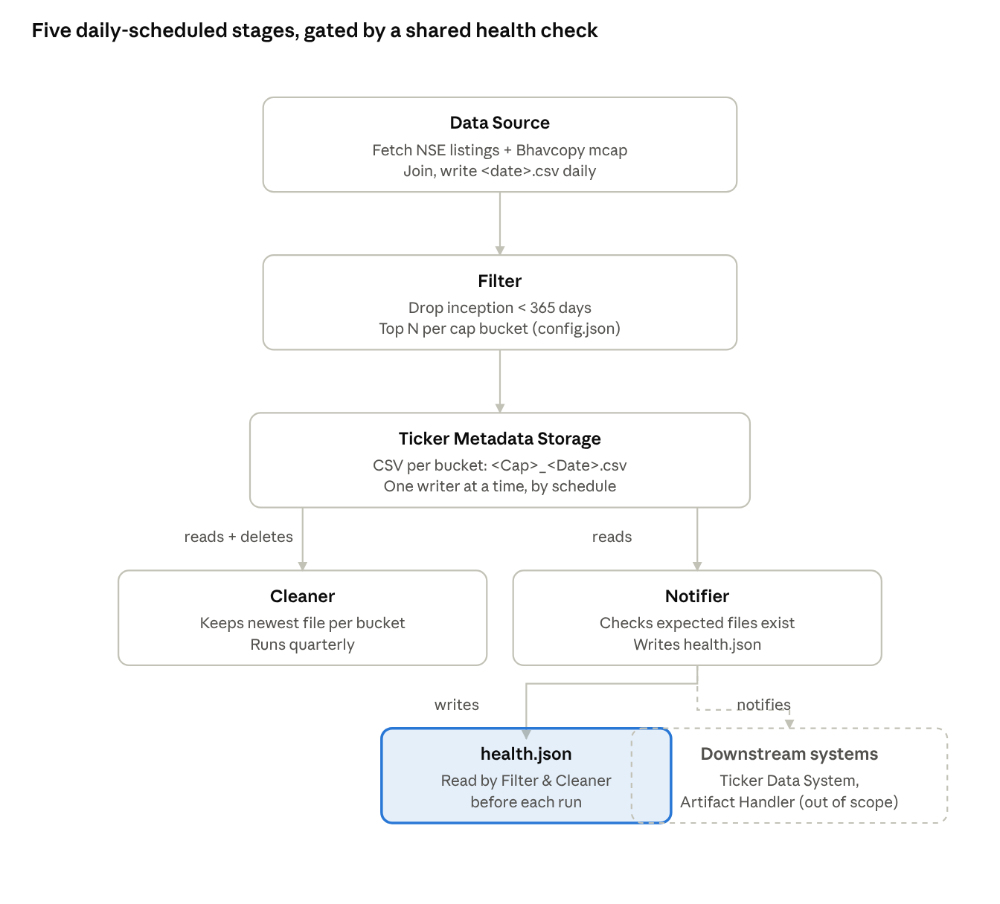 Five daily-scheduled stages, gated by a shared health check
Data Source
Fetch NSE listings + Bhavcopy mcap
Join, write <date>.csv daily
Filter
Drop inception < 365 days
Top N per cap bucket (config.json)
Ticker Metadata Storage
CSV per bucket: <Cap>_<Date>.csv
One writer at a time, by schedule
reads + deletes
reads
Cleaner
Keeps newest file per bucket
Runs quarterly
Notifier
Checks expected files exist
Writes health.json
writes
notifies
health.json
Read by Filter & Cleaner
before each run
Downstream systems
Ticker Data System,
Artifact Handler (out of scope)